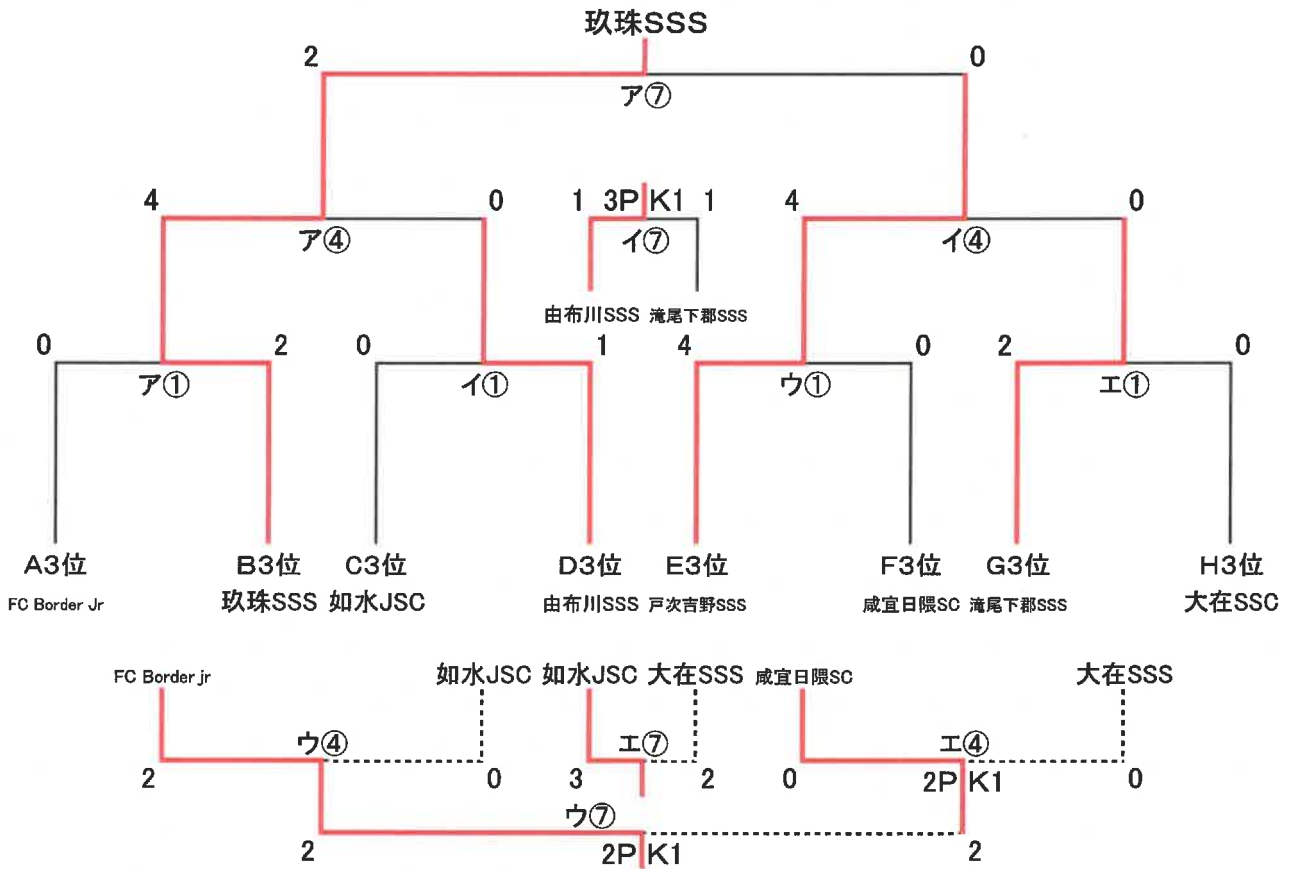 玖珠SSS
2 0
ア⑦
4 0 1 3P K1 1 4 0
ア④ イ⑦ イ④
由布川SSS 滝尾下郡SSS
0 2 0 1 4 0 2 0
ア① イ① ウ① エ①
A3位 B3位 C3位 D3位 E3位 F3位 G3位 H3位
FC Border Jr 玖珠SSS 如水JSC 由布川SSS 戸次吉野SSS 咸宜日隈SC 滝尾下郡SSS 大在SSC
FC Border jr 如水JSC 如水JSC 大在SSS 咸宜日隈SC 大在SSS
ウ④ エ⑦ エ④
2 0 3 2 0 2P K1 0
ウ⑦
2 2P K1 2